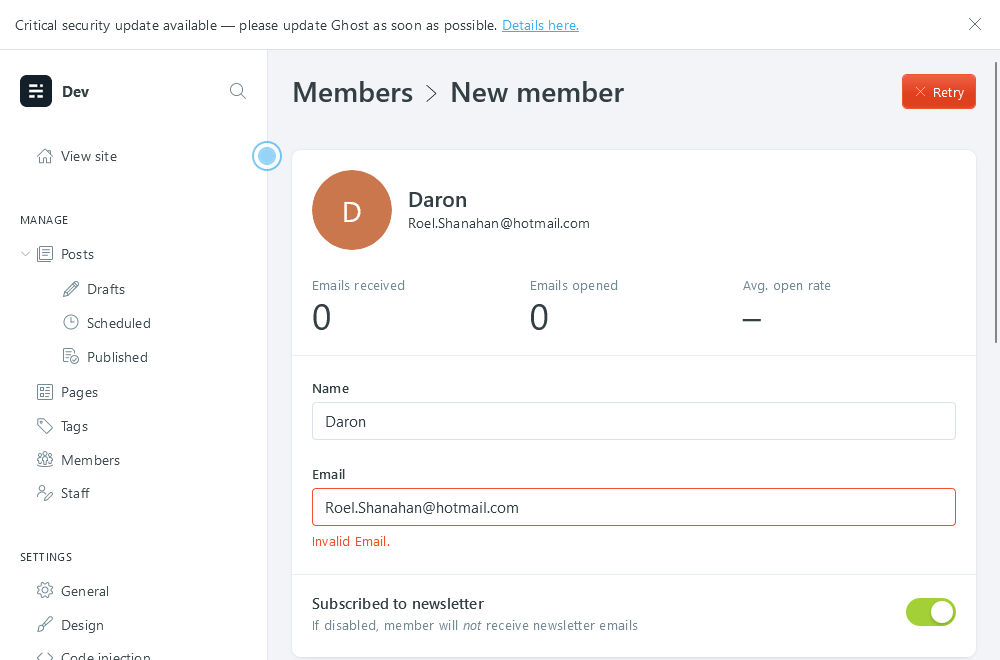 Critical security update available — please update Ghost as soon as possible. Details here.
Dev
View site
MANAGE
Posts
Drafts
Scheduled
Published
Pages
Tags
Members
Staff
SETTINGS
General
Design
Code injection
Members > New member
Retry
D
Daron
Roel.Shanahan@hotmail.com
Emails received
0
Emails opened
0
Avg. open rate
–
Name
Daron
Email
Roel.Shanahan@hotmail.com
Invalid Email.
Subscribed to newsletter
If disabled, member will not receive newsletter emails